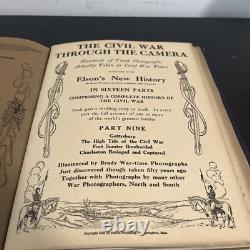 THE CIVIL WAR
THROUGH THE CAMERA
Hundreds of Vivid Photographs
Actually Taken in Civil War Times
Elson's New History
IN SIXTEEN PARTS
COMPRISING A COMPLETE HISTORY OF
THE CIVIL WAR
Each part a thrilling story in itself. In every
part the full account of one or more
of the world's greatest battles
PART NINE
Gettysburg
The High Tide of the Civil War
Fort Sumter Bombarded
Charleston Besieged and Captured
Illustrated by Brady War-time Photographs
Just discovered though taken fifty years ago
Together with Photographs by many other
War Photographers, North and South